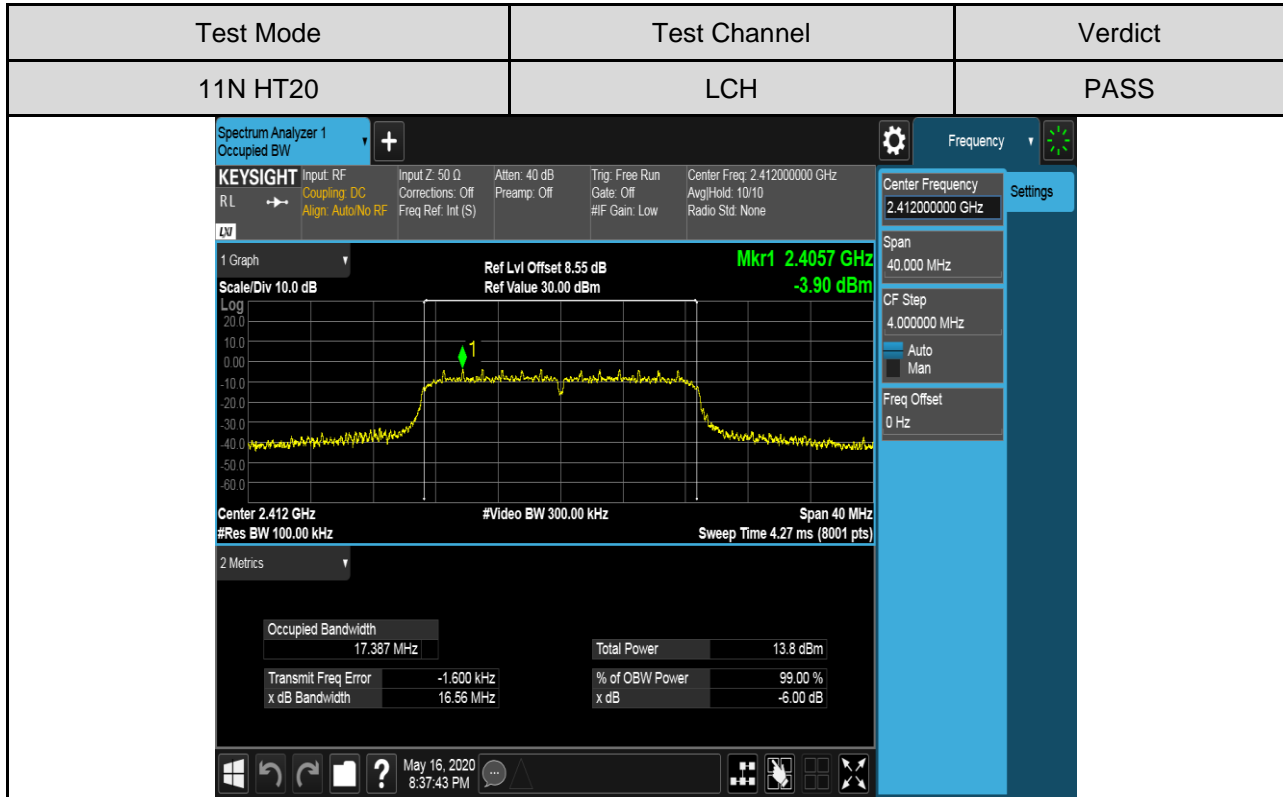 Test Mode Test Channel Verdict
11N HT20 LCH PASS
Spectrum Analyzer 1
Occupied BW
+
Frequency
KEYSIGHT Input: RF Input Z: 50 Ω Atten: 40 dB Trig: Free Run Center Freq: 2.412000000 GHz
RL Coupling: DC Corrections: Off Preamp: Off Gate: Off Avg|Hold: 10/10
Align: Auto/No RF Freq Ref: Int (S) #IF Gain: Low Radio Std: None
LXI
Center Frequency
2.412000000 GHz
Settings
Span
40.000 MHz
CF Step
4.000000 MHz
Auto
Man
Freq Offset
0 Hz
1 Graph
Ref Lvl Offset 8.55 dB
Mkr1 2.4057 GHz
Scale/Div 10.0 dB Ref Value 30.00 dBm -3.90 dBm
Log
20.0
10.0
1
0.00
-10.0
-20.0
-30.0
-40.0
-50.0
-60.0
Center 2.412 GHz #Video BW 300.00 kHz Span 40 MHz
#Res BW 100.00 kHz Sweep Time 4.27 ms (8001 pts)
2 Metrics
Occupied Bandwidth
17.387 MHz Total Power 13.8 dBm
Transmit Freq Error -1.600 kHz % of OBW Power 99.00 %
x dB Bandwidth 16.56 MHz x dB -6.00 dB
?
May 16, 2020
8:37:43 PM